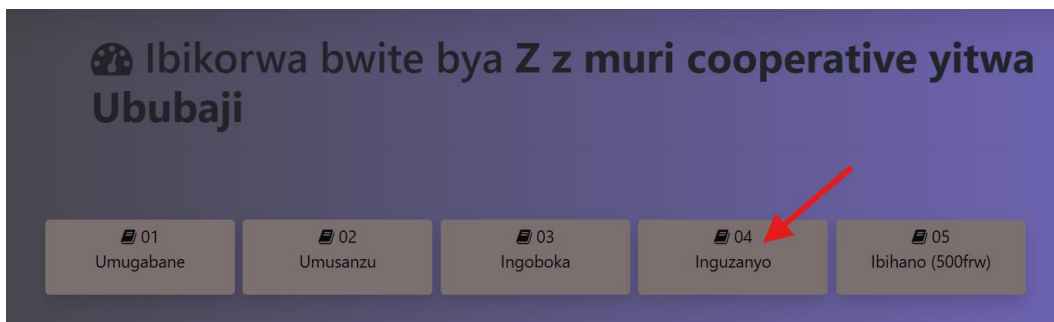 Ibikorwa bwite bya Z z muri cooperative yitwa
Ububaji
01
Umugabane
02
Umusanzu
03
Ingoboka
04
Inguzanyo
05
Ibihano (500frw)